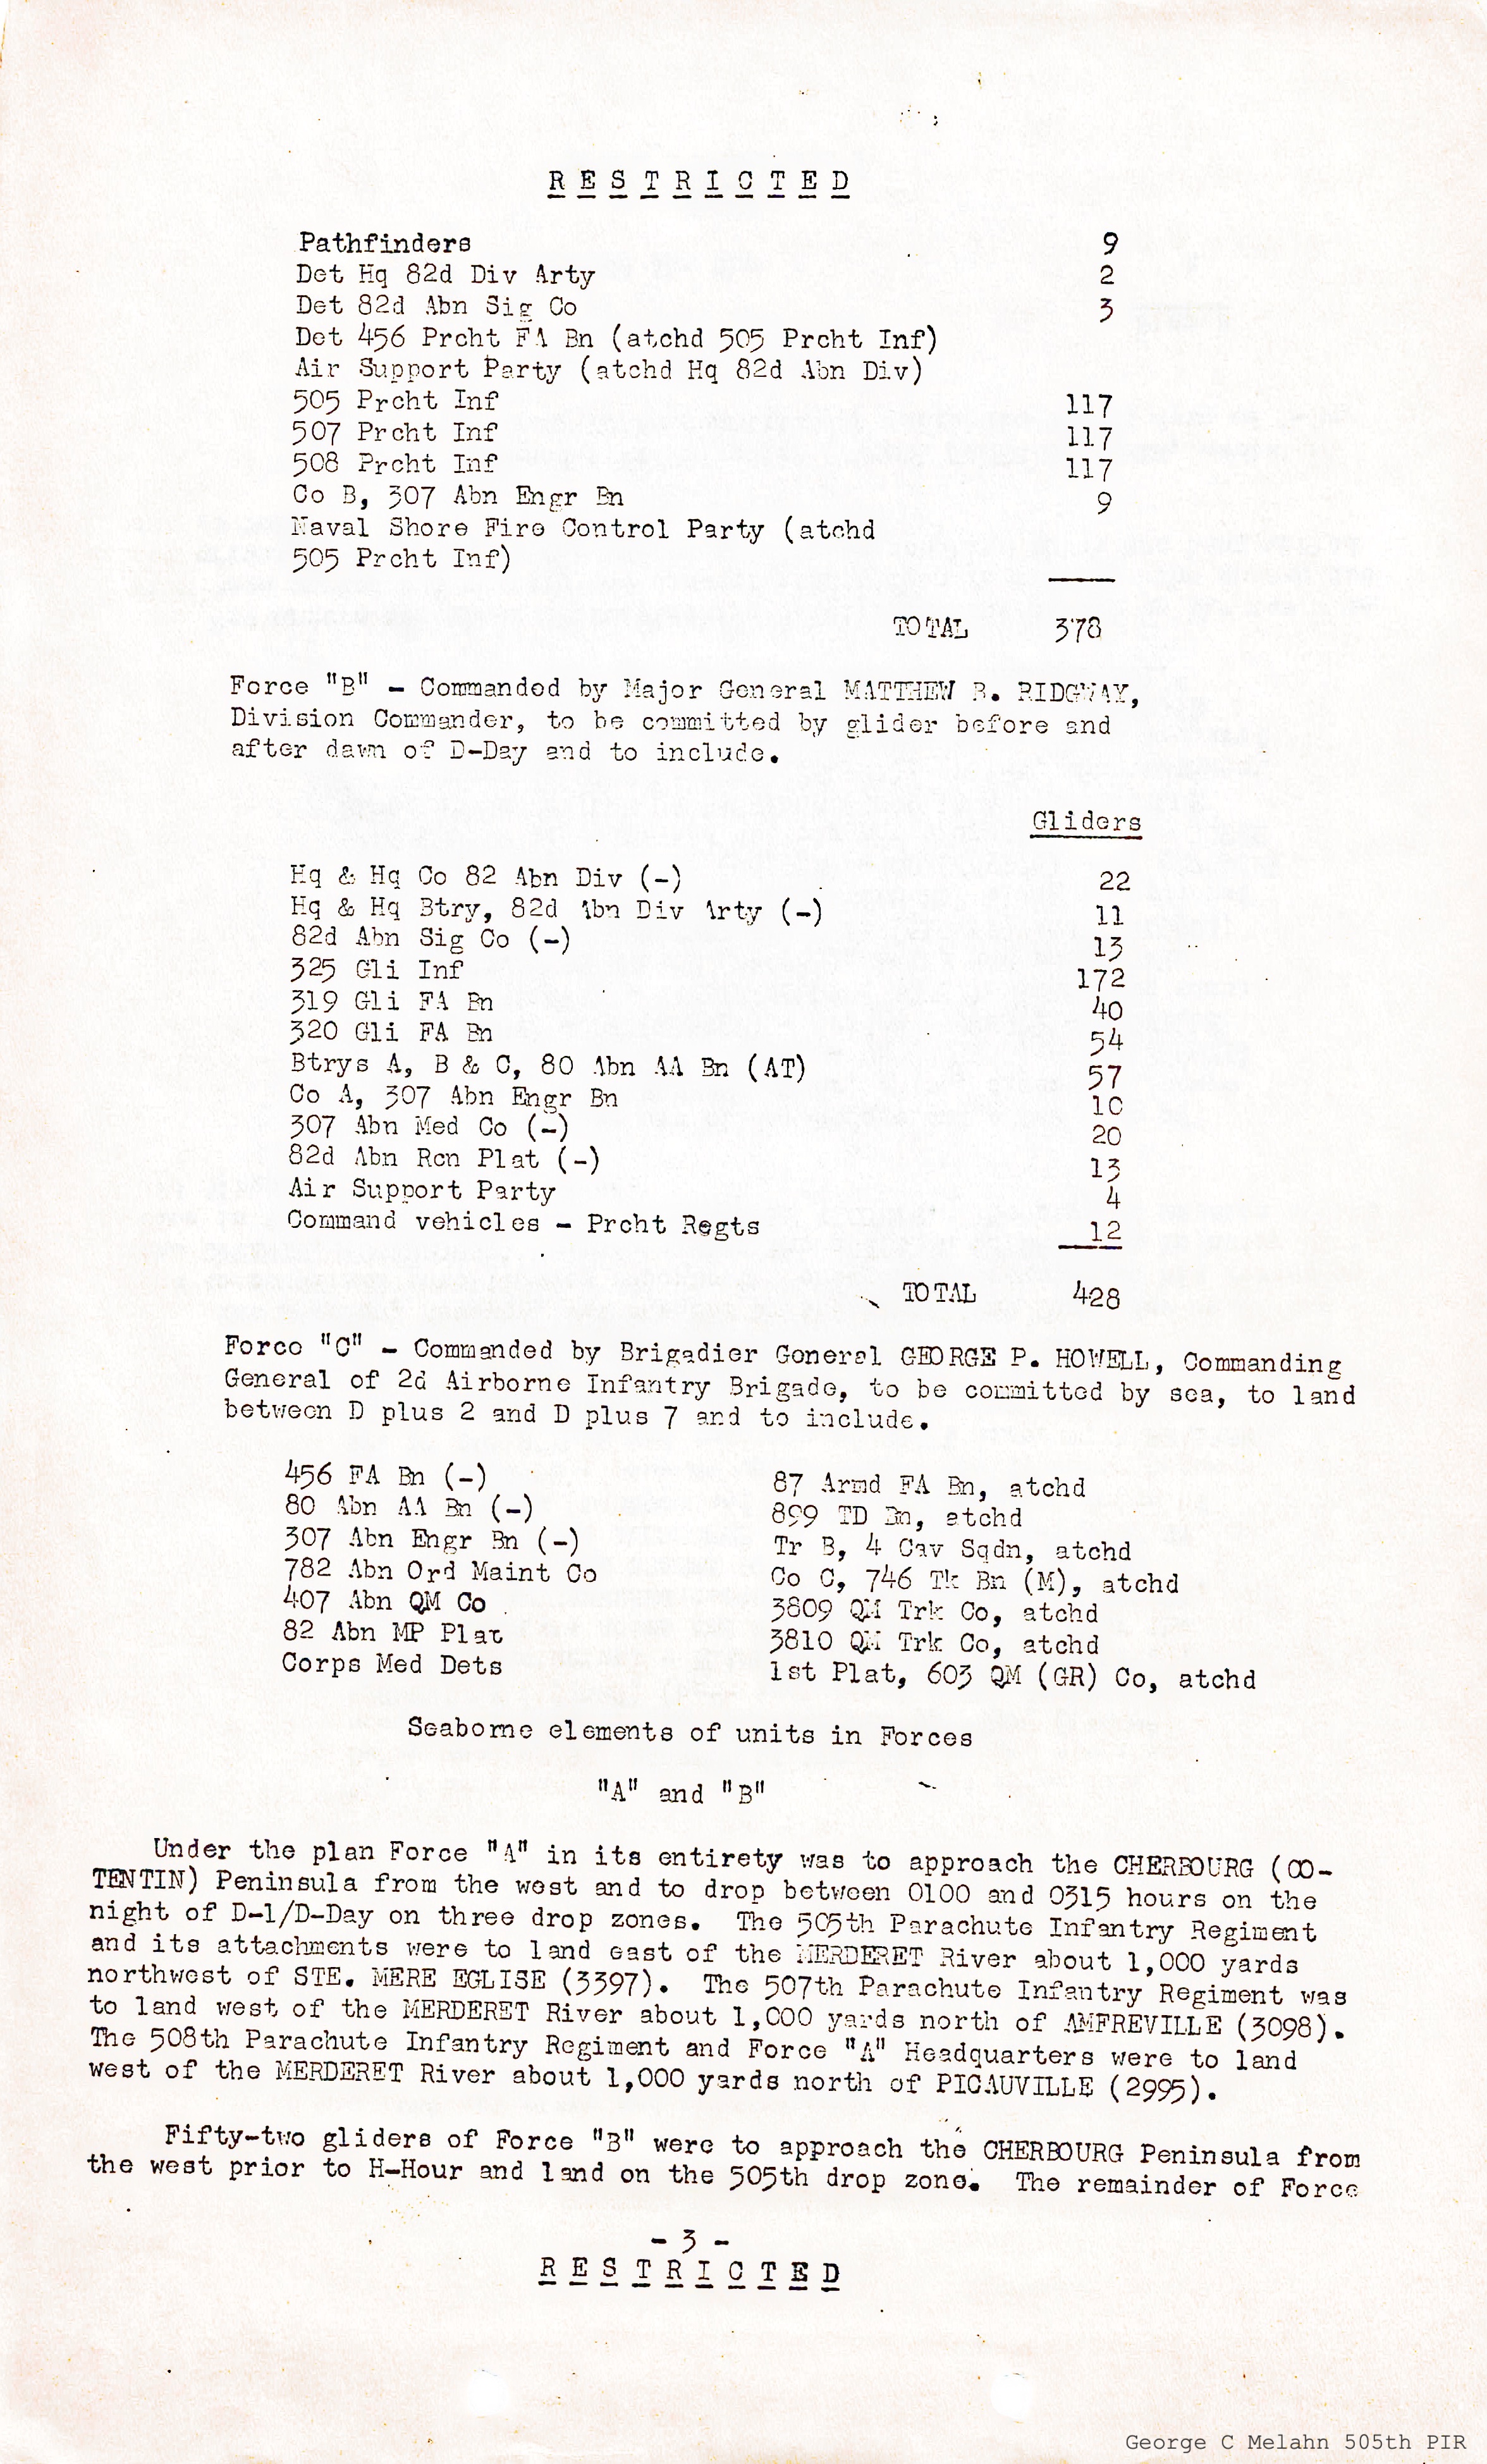 R E S T R I C T E D
Pathfinders 9
Det Hq 82d Div Arty 2
Det 82d Abn Sig Co 3
Det 456 Prcht FA Bn (atchd 505 Prcht Inf)
Air Support Party (atchd Hq 82d Abn Div)
505 Prcht Inf 117
507 Prcht Inf 117
508 Prcht Inf 117
Co B, 307 Abn Engr Bn 9
Naval Shore Fire Control Party (atchd
505 Prcht Inf)
TOTAL 378
Force "B" - Commanded by Major General MATTHEW B. RIDGWAY,
Division Commander, to be committed by glider before and
after dawn of D-Day and to include.
Gliders
Hq & Hq Co 82 Abn Div (-) 22
Hq & Hq Btry, 82d Abn Div Arty (-) 11
82d Abn Sig Co (-) 13
325 Gli Inf 172
319 Gli FA Bn 40
320 Gli FA Bn 54
Btrys A, B & C, 80 Abn AA Bn (AT) 57
Co A, 307 Abn Engr Bn 10
307 Abn Med Co (-) 20
82d Abn Rcn Plat (-) 13
Air Support Party 4
Command vehicles - Prcht Regts 12
TOTAL 428
Force "C" - Commanded by Brigadier General GEORGE P. HOWELL, Commanding
General of 2d Airborne Infantry Brigade, to be committed by sea, to land
between D plus 2 and D plus 7 and to include.
456 FA Bn (-) 87 Armd FA Bn, atchd
80 Abn AA Bn (-) 899 TD Bn, atchd
307 Abn Engr Bn (-) Tr B, 4 Cav Sqdn, atchd
782 Abn Ord Maint Co Co C, 746 Tk Bn (M), atchd
407 Abn QM Co 3809 QM Trk Co, atchd
82 Abn MP Plat 3810 QM Trk Co, atchd
Corps Med Dets 1st Plat, 603 QM (GR) Co, atchd
Seaborne elements of units in Forces
"A" and "B"
Under the plan Force "A" in its entirety was to approach the CHERBOURG (CO-
TENTIN) Peninsula from the west and to drop between 0100 and 0315 hours on the
night of D-1/D-Day on three drop zones. The 505th Parachute Infantry Regiment
and its attachments were to land east of the MERDERET River about 1,000 yards
northwest of STE. MERE EGLISE (3397). The 507th Parachute Infantry Regiment was
to land west of the MERDERET River about 1,000 yards north of AMFREVILLE (3098).
The 508th Parachute Infantry Regiment and Force "A" Headquarters were to land
west of the MERDERET River about 1,000 yards north of PICAUVILLE (2995).
Fifty-two gliders of Force "B" were to approach the CHERBOURG Peninsula from
the west prior to H-Hour and land on the 505th drop zone. The remainder of Force
- 3 -
R E S T R I C T E D
George C Melahn 505th PIR